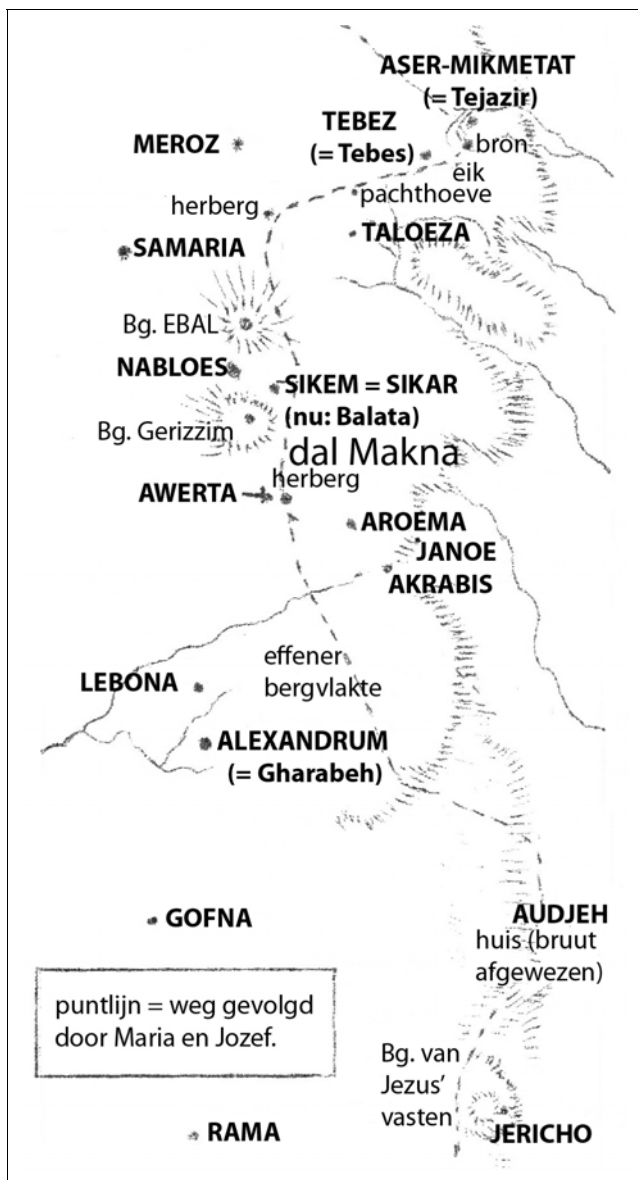 ASER-MIKMETAT
(= Tejazir)
TEBEZ
(= Tebes)
MEROZ
bron
eik
pachthoeve
herberg
TALOEZA
SAMARIA
Bg. EBAL
NABLOES
SIKEM = SIKAR
(nu: Balata)
Bg. Gerizzim
dal Makna
herberg
AWERTA
AROEMA
JANOE
AKRABIS
effener
bergvlakte
LEBONA
ALEXANDRUM
(= Gharabeh)
GOFNA
AUDJEH
huis (bruut
afgewezen)
puntlijn = weg gevolgd
door Maria en Jozef.
Bg. van
Jezus’
vasten
RAMA
JERICHO